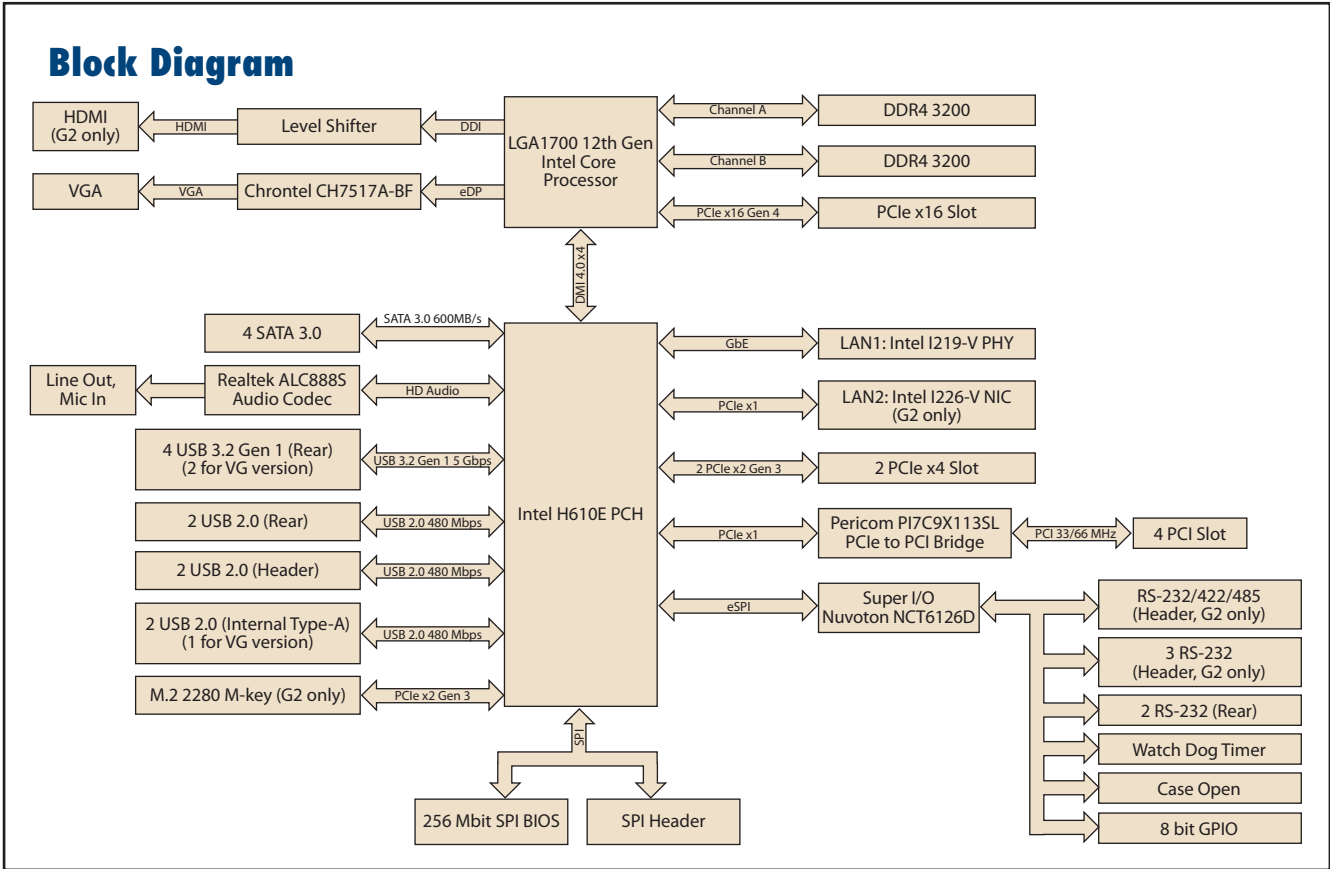 Block Diagram
HDMI
(G2 only)
HDMI
Level Shifter
DDI
VGA
VGA
Chrontel CH7517A-BF
eDP
LGA1700 12th Gen
Intel Core
Processor
Channel A
DDR4 3200
Channel B
DDR4 3200
PCIe x16 Gen 4
PCIe x16 Slot
DMI 4.0 x4
4 SATA 3.0
SATA 3.0 600MB/s
Line Out,
Mic In
Realtek ALC888S
Audio Codec
HD Audio
4 USB 3.2 Gen 1 (Rear)
(2 for VG version)
USB 3.2 Gen 1 5 Gbps
2 USB 2.0 (Rear)
USB 2.0 480 Mbps
2 USB 2.0 (Header)
USB 2.0 480 Mbps
2 USB 2.0 (Internal Type-A)
(1 for VG version)
USB 2.0 480 Mbps
M.2 2280 M-key (G2 only)
PCIe x2 Gen 3
Intel H610E PCH
GbE
LAN1: Intel I219-V PHY
PCIe x1
LAN2: Intel I226-V NIC
(G2 only)
2 PCIe x2 Gen 3
2 PCIe x4 Slot
PCIe x1
Pericom PI7C9X113SL
PCIe to PCI Bridge
PCI 33/66 MHz
4 PCI Slot
eSPI
Super I/O
Nuvoton NCT6126D
RS-232/422/485
(Header, G2 only)
3 RS-232
(Header, G2 only)
2 RS-232 (Rear)
Watch Dog Timer
Case Open
8 bit GPIO
SPI
256 Mbit SPI BIOS
SPI Header